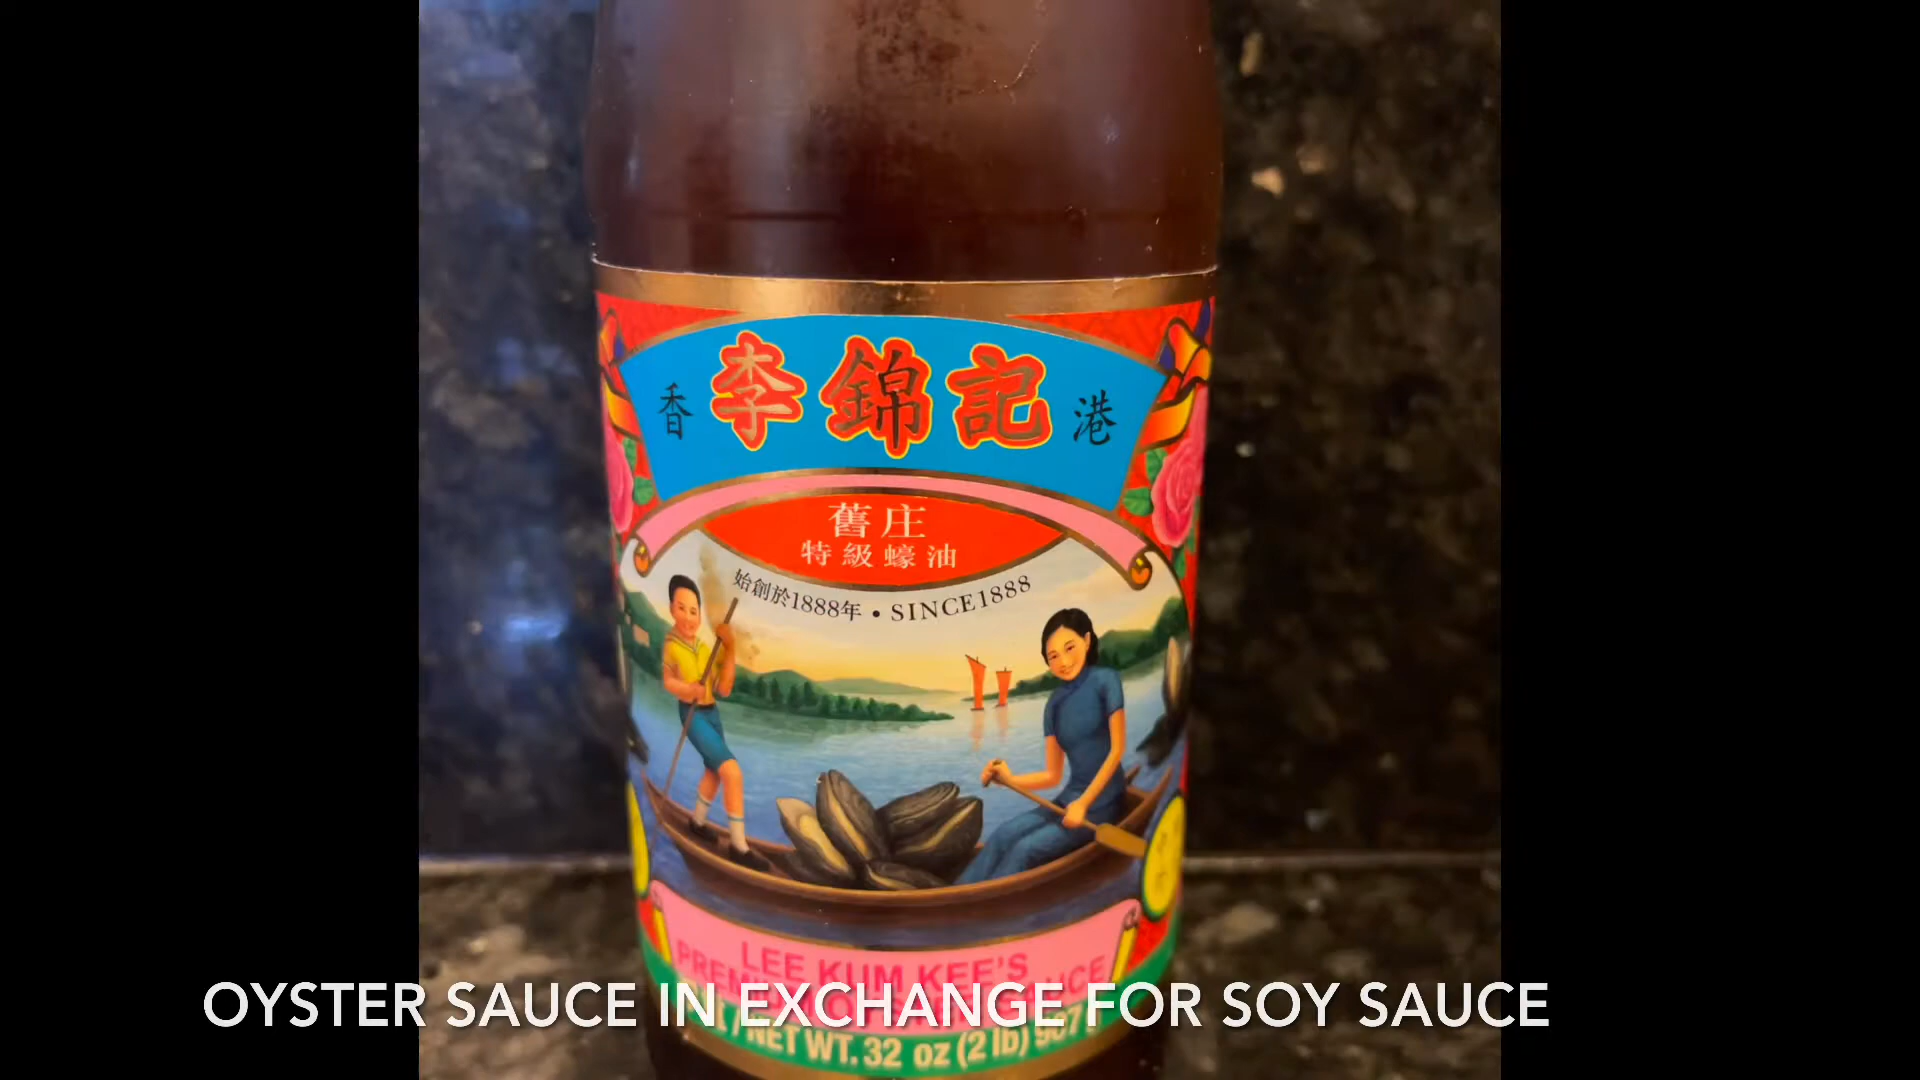 香 李錦記 港
舊庄
特級蠔油
始創於1888年 • SINCE1888
LEE KUM KEE'S
OYSTER SAUCE IN EXCHANGE FOR SOY SAUCE
NET WT. 32 oz (2 lb) 907